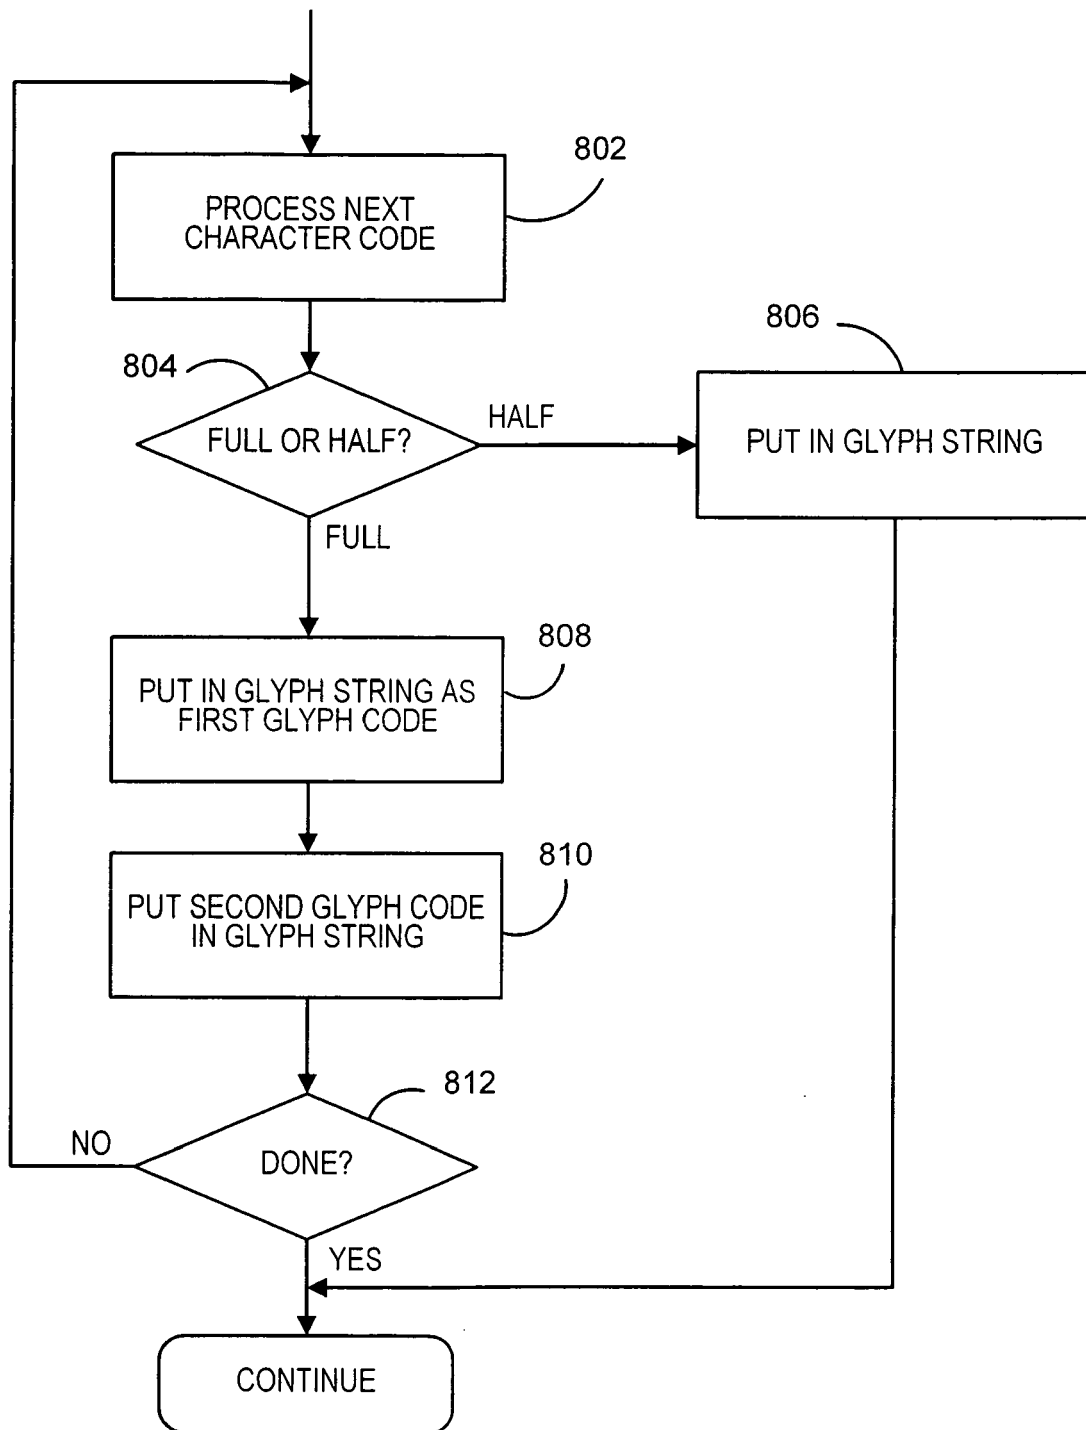 802
PROCESS NEXT
CHARACTER CODE
806
804
HALF
FULL OR HALF?
PUT IN GLYPH STRING
FULL
808
PUT IN GLYPH STRING AS
FIRST GLYPH CODE
810
PUT SECOND GLYPH CODE
IN GLYPH STRING
812
NO
DONE?
YES
CONTINUE